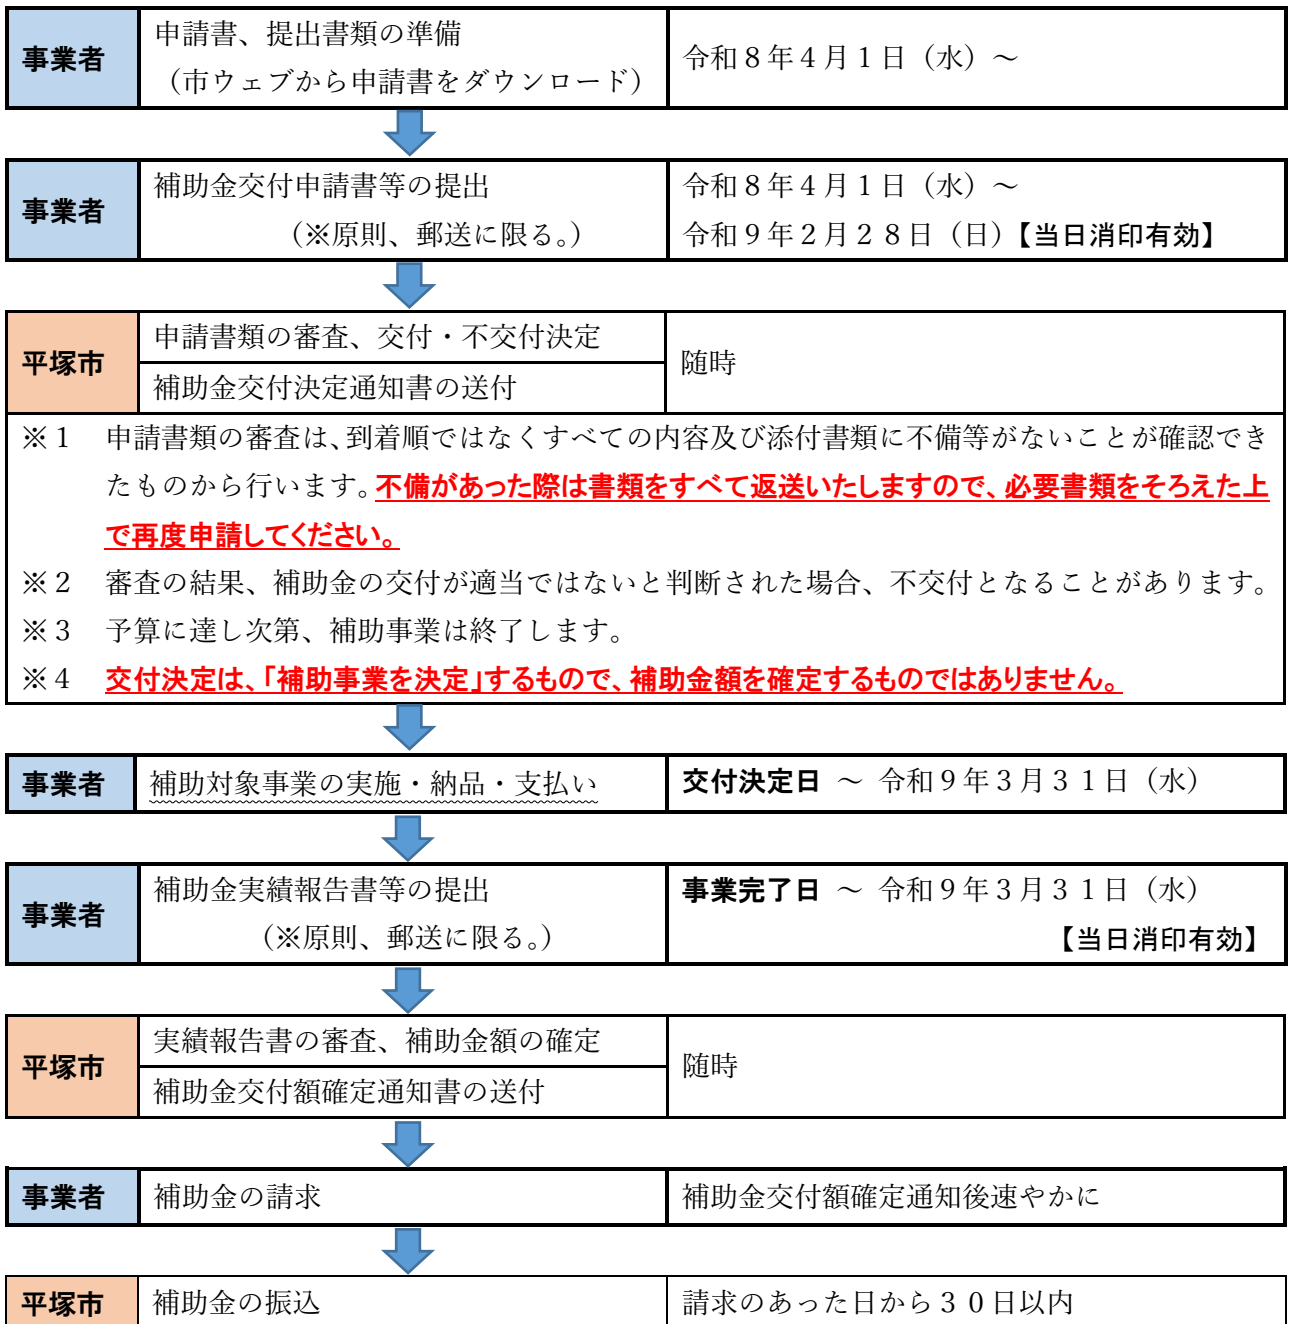 事業者
申請書、提出書類の準備
（市ウェブから申請書をダウンロード）
令和８年４月１日（水）～
事業者
補助金交付申請書等の提出
（※原則、郵送に限る。）
令和８年４月１日（水）～
令和９年２月２８日（日）【当日消印有効】
平塚市
申請書類の審査、交付・不交付決定
補助金交付決定通知書の送付
随時
※１　申請書類の審査は、到着順ではなくすべての内容及び添付書類に不備等がないことが確認でき
たものから行います。不備があった際は書類をすべて返送いたしますので、必要書類をそろえた上
で再度申請してください。
※２　審査の結果、補助金の交付が適当ではないと判断された場合、不交付となることがあります。
※３　予算に達し次第、補助事業は終了します。
※４　交付決定は、「補助事業を決定」するもので、補助金額を確定するものではありません。
事業者
補助対象事業の実施・納品・支払い
交付決定日 ～ 令和９年３月３１日（水）
事業者
補助金実績報告書等の提出
（※原則、郵送に限る。）
事業完了日 ～ 令和９年３月３１日（水）
【当日消印有効】
平塚市
実績報告書の審査、補助金額の確定
補助金交付額確定通知書の送付
随時
事業者
補助金の請求
補助金交付額確定通知後速やかに
平塚市
補助金の振込
請求のあった日から３０日以内